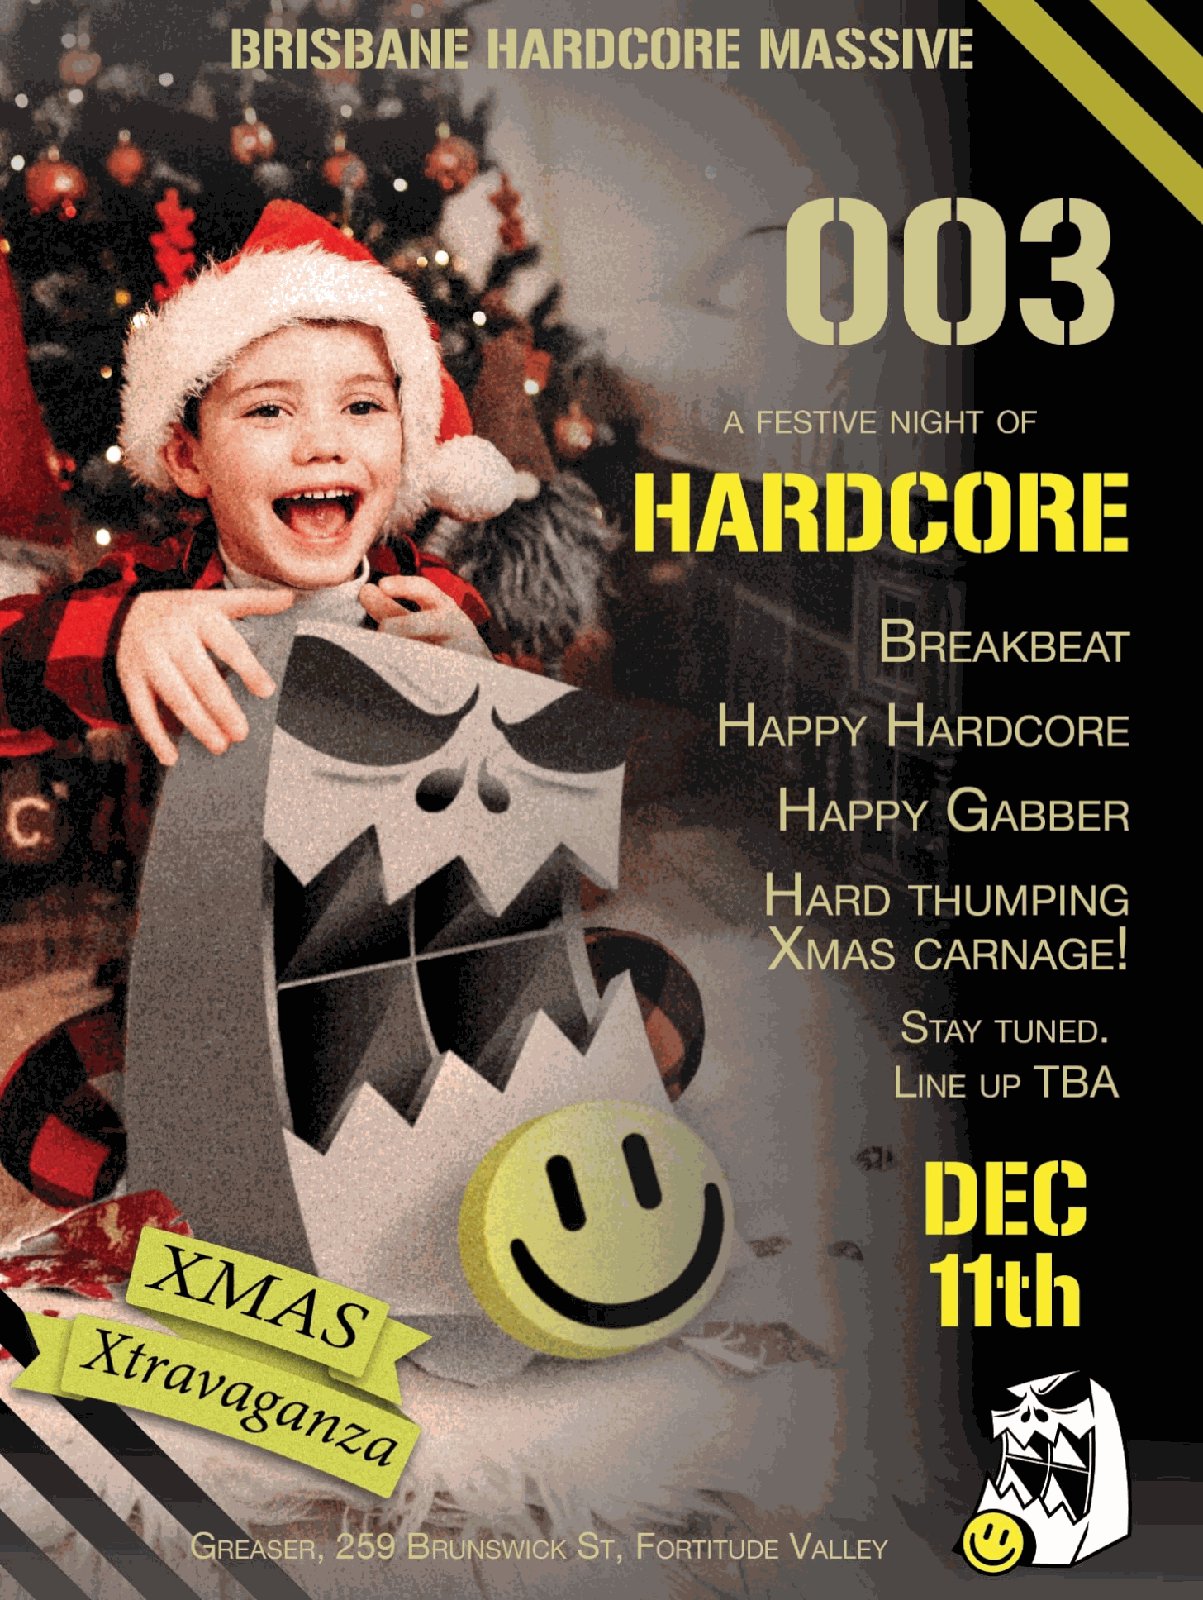 BRISBANE HARDCORE MASSIVE
003
A FESTIVE NIGHT OF
HARDCORE
BREAKBEAT
HAPPY HARDCORE
HAPPY GABBER
HARD THUMPING
XMAS CARNAGE!
STAY TUNED.
LINE UP TBA
DEC
11th
C
XMAS
Xtravaganza
GREASER, 259 BRUNSWICK ST, FORTITUDE VALLEY